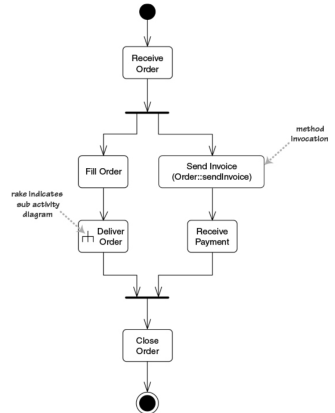 Receive
Order
method
invocation
Fill Order
Send Invoice
(Order::sendInvoice)
rake indicates
sub activity
diagram
Deliver
Order
Receive
Payment
Close
Order